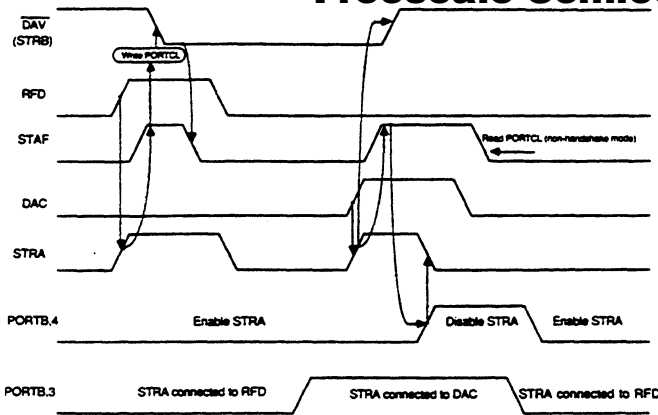 DAV
(STRB)
Write PORTCL
RFD
STAF
Read PORTCL (non-handshake mode)
DAC
STRA
PORTB.4
Enable STRA
Disable STRA
Enable STRA
PORTB.3
STRA connected to RFD
STRA connected to DAC
STRA connected to RFD